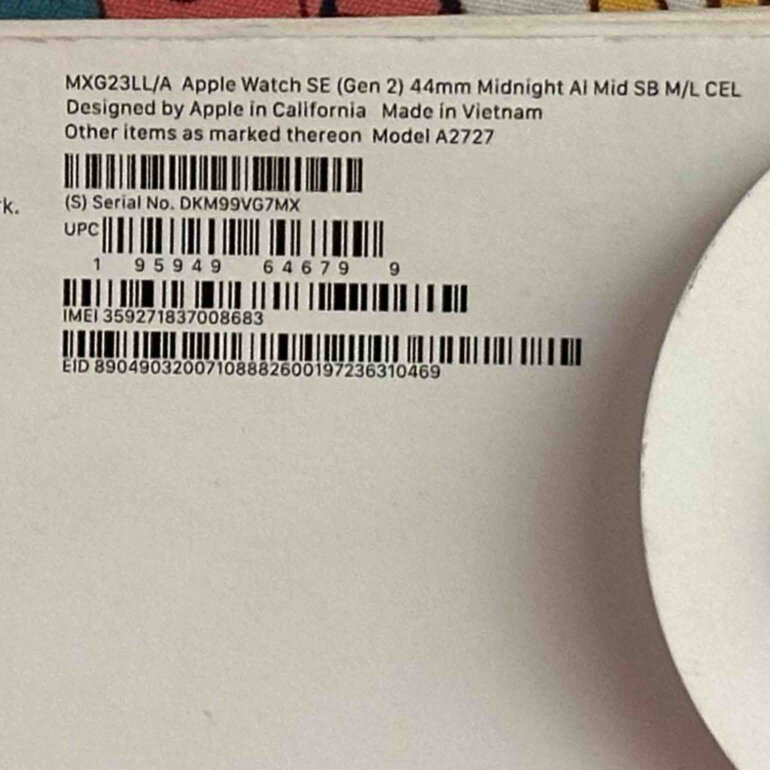 MXG23LL/A Apple Watch SE (Gen 2) 44mm Midnight Al Mid SB M/L CEL
Designed by Apple in California Made in Vietnam
Other items as marked thereon Model A2727
k.
(S) Serial No. DKM99VG7MX
UPC
1 95949 64679 9
IMEI 359271837008683
EID 89049032007108882600197236310469